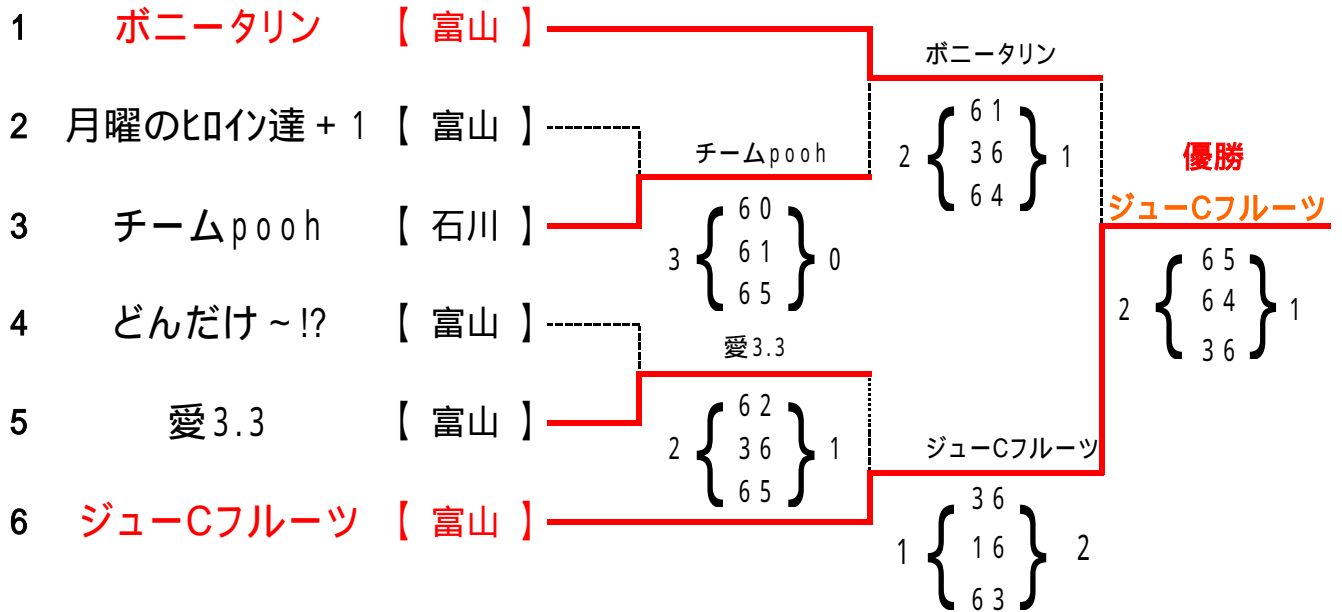 1 ボニータリン 【 富山 】
ボニータリン
2 月曜のヒロイン達 + 1 【 富山 】
チームpooh
2 { 6 1 } 1
3 6
6 4
優勝
ジューCフルーツ
3 チームpooh 【 石川 】
3 { 6 0 } 0
6 1
6 5
2 { 6 5 } 1
6 4
3 6
4 どんだけ ~ !? 【 富山 】
愛3.3
5 愛3.3 【 富山 】
2 { 6 2 } 1
3 6
6 5
ジューCフルーツ
6 ジューCフルーツ 【 富山 】
1 { 3 6 } 2
1 6
6 3